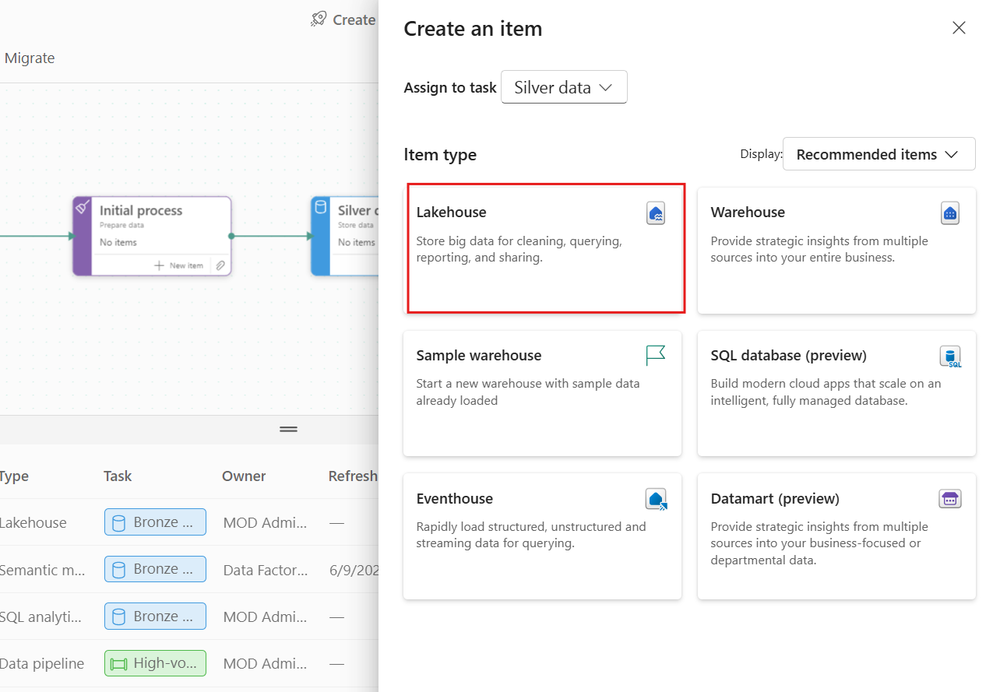 Create
Migrate
Initial process
Prepare data
No items
New item
Silver d
Store data
No items
Type
Task
Owner
Refresh
Lakehouse
Bronze ...
MOD Admi...
—
Semantic m...
Bronze ...
Data Factor...
6/9/202
SQL analyti...
Bronze ...
MOD Admi...
—
Data pipeline
High-vo...
MOD Admi...
—
Create an item
Assign to task
Silver data
Item type
Display:
Recommended items
Lakehouse
Store big data for cleaning, querying,
reporting, and sharing.
Warehouse
Provide strategic insights from multiple
sources into your entire business.
Sample warehouse
Start a new warehouse with sample data
already loaded
SQL database (preview)
SQL
Build modern cloud apps that scale on an
intelligent, fully managed database.
Eventhouse
Rapidly load structured, unstructured and
streaming data for querying.
Datamart (preview)
Provide strategic insights from multiple
sources into your business-focused or
departmental data.